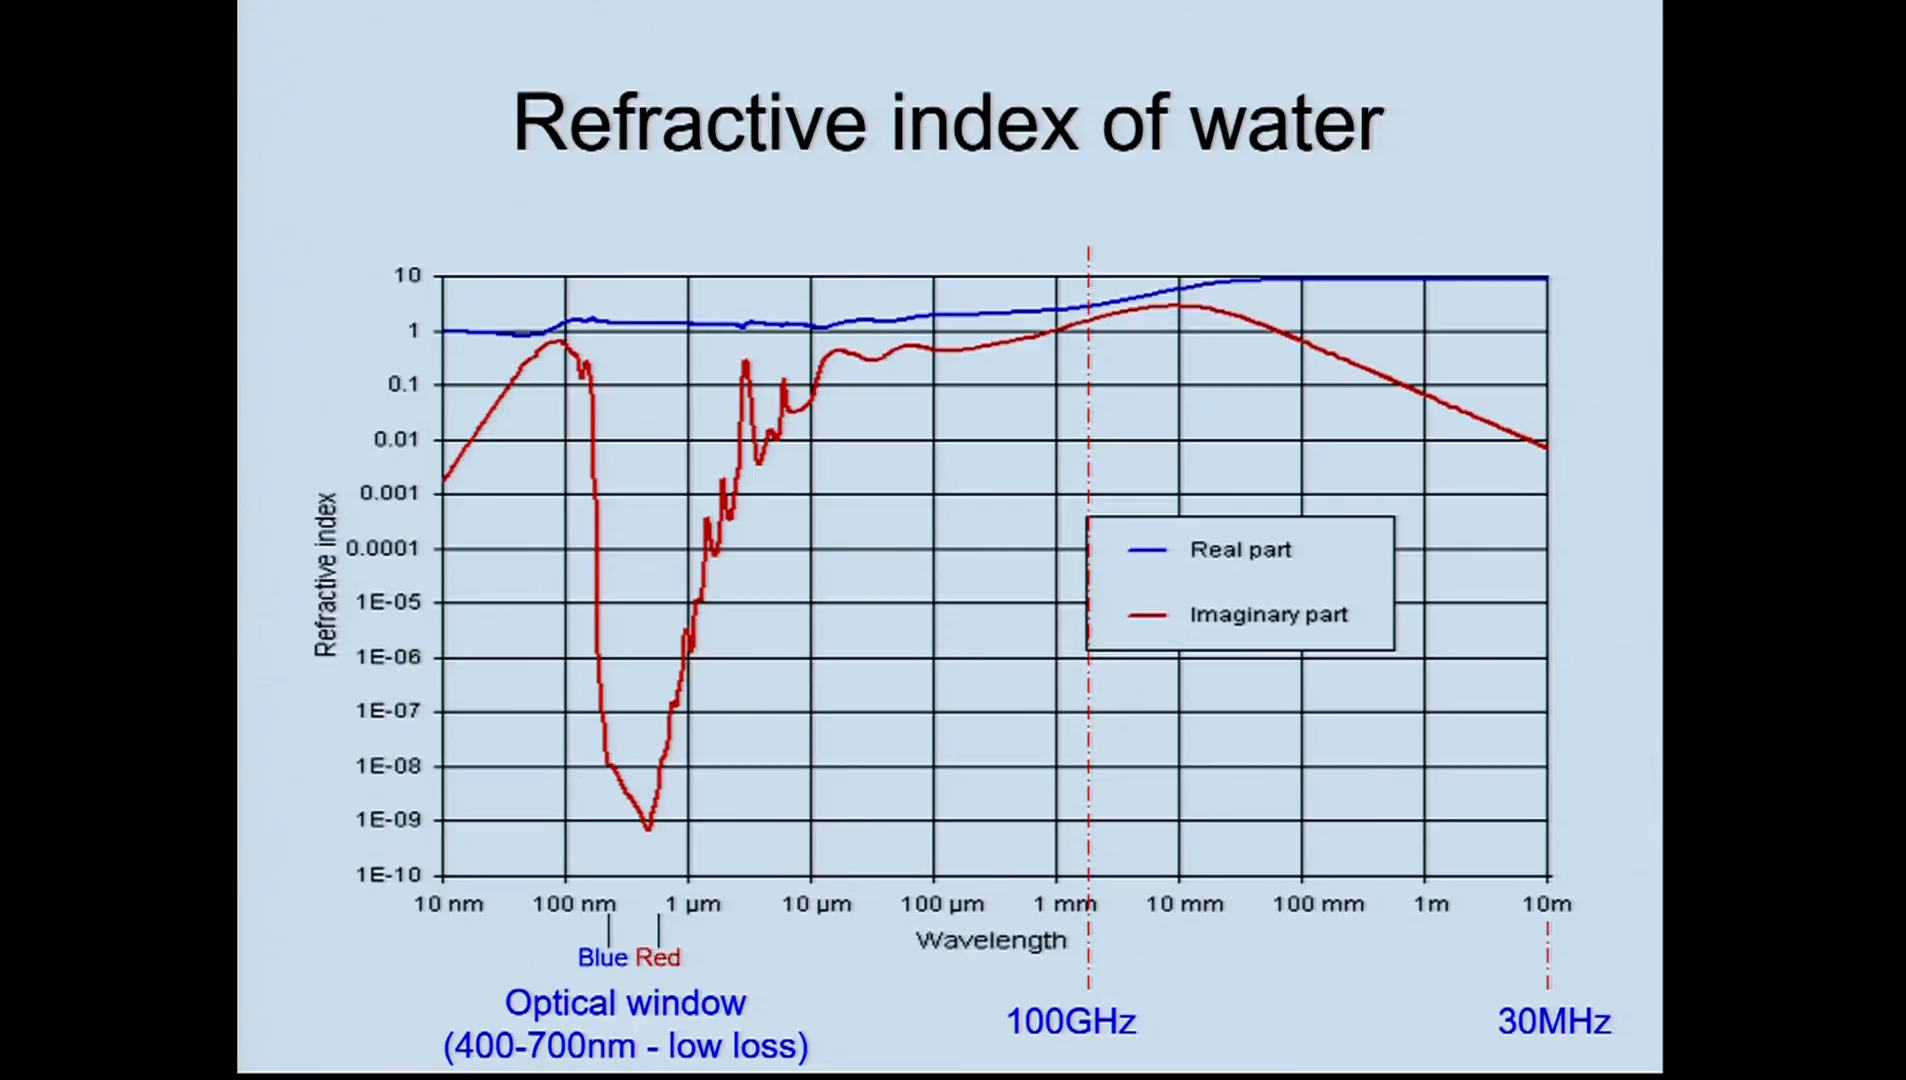 Refractive index of water
10
1
0.1
0.01
0.001
0.0001
1E-05
1E-06
1E-07
1E-08
1E-09
1E-10
Refractive index
Real part
Imaginary part
10 nm 100 nm 1 µm 10 µm 100 µm 1 mm 10 mm 100 mm 1m 10m
Wavelength
Blue Red
Optical window
(400-700nm - low loss)
100GHz
30MHz